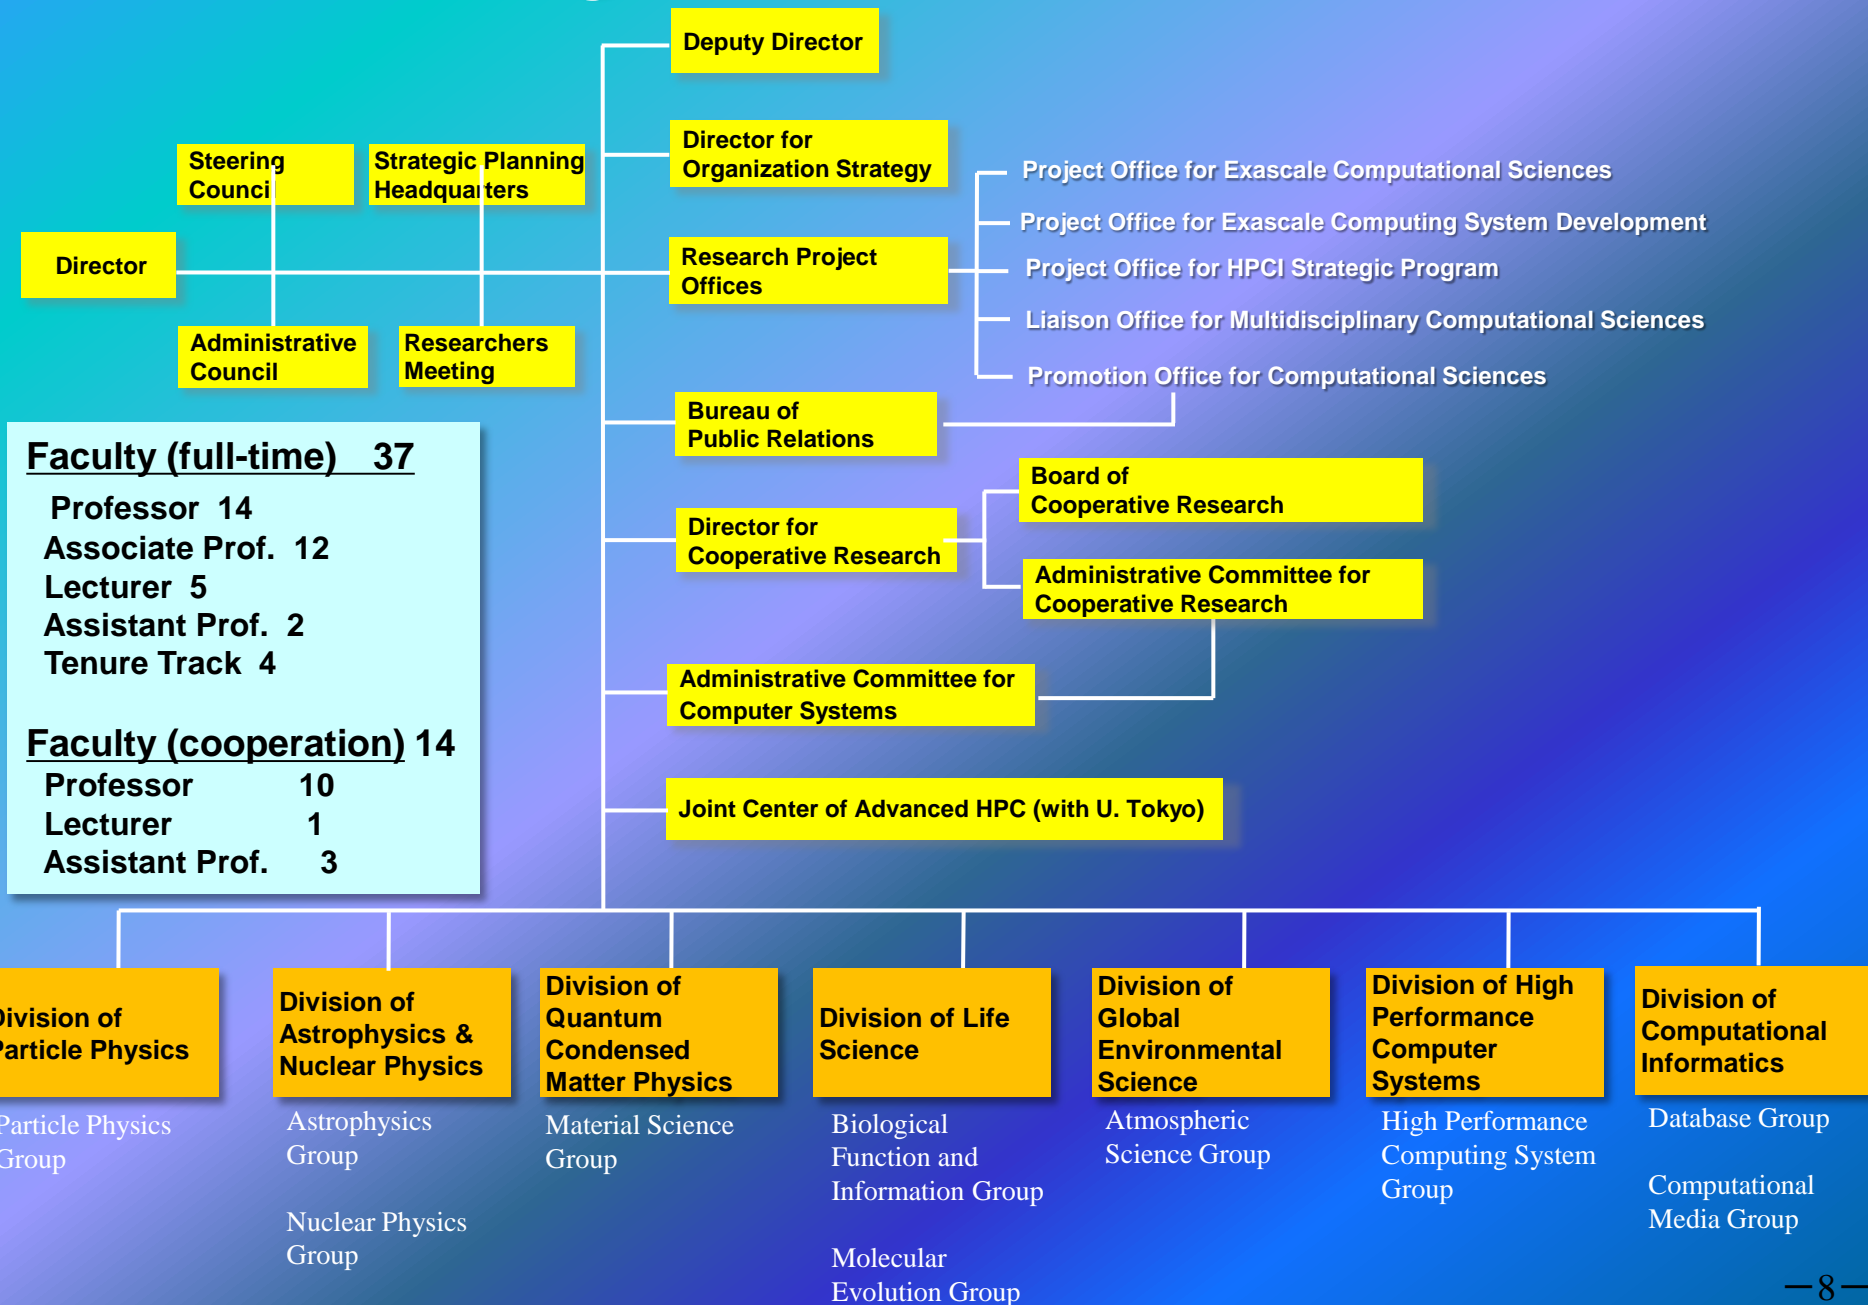 Deputy Director
Director for
Organization Strategy
Steering
Council
Strategic Planning
Headquarters
Director
Research Project
Offices
Administrative
Council
Researchers
Meeting
Project Office for Exascale Computational Sciences
Project Office for Exascale Computing System Development
Project Office for HPCI Strategic Program
Liaison Office for Multidisciplinary Computational Sciences
Promotion Office for Computational Sciences
Bureau of
Public Relations
Director for
Cooperative Research
Board of
Cooperative Research
Administrative Committee for
Cooperative Research
Administrative Committee for
Computer Systems
Joint Center of Advanced HPC (with U. Tokyo)
Faculty (full-time) 37
Professor 14
Associate Prof. 12
Lecturer 5
Assistant Prof. 2
Tenure Track 4
Faculty (cooperation) 14
Professor 10
Lecturer 1
Assistant Prof. 3
Division of
Particle Physics
Particle Physics
Group
Division of
Astrophysics &
Nuclear Physics
Astrophysics
Group
Nuclear Physics
Group
Division of
Quantum
Condensed
Matter Physics
Material Science
Group
Division of Life
Science
Biological
Function and
Information Group
Molecular
Evolution Group
Division of
Global
Environmental
Science
Atmospheric
Science Group
Division of High
Performance
Computer
Systems
High Performance
Computing System
Group
Division of
Computational
Informatics
Database Group
Computational
Media Group
－8－